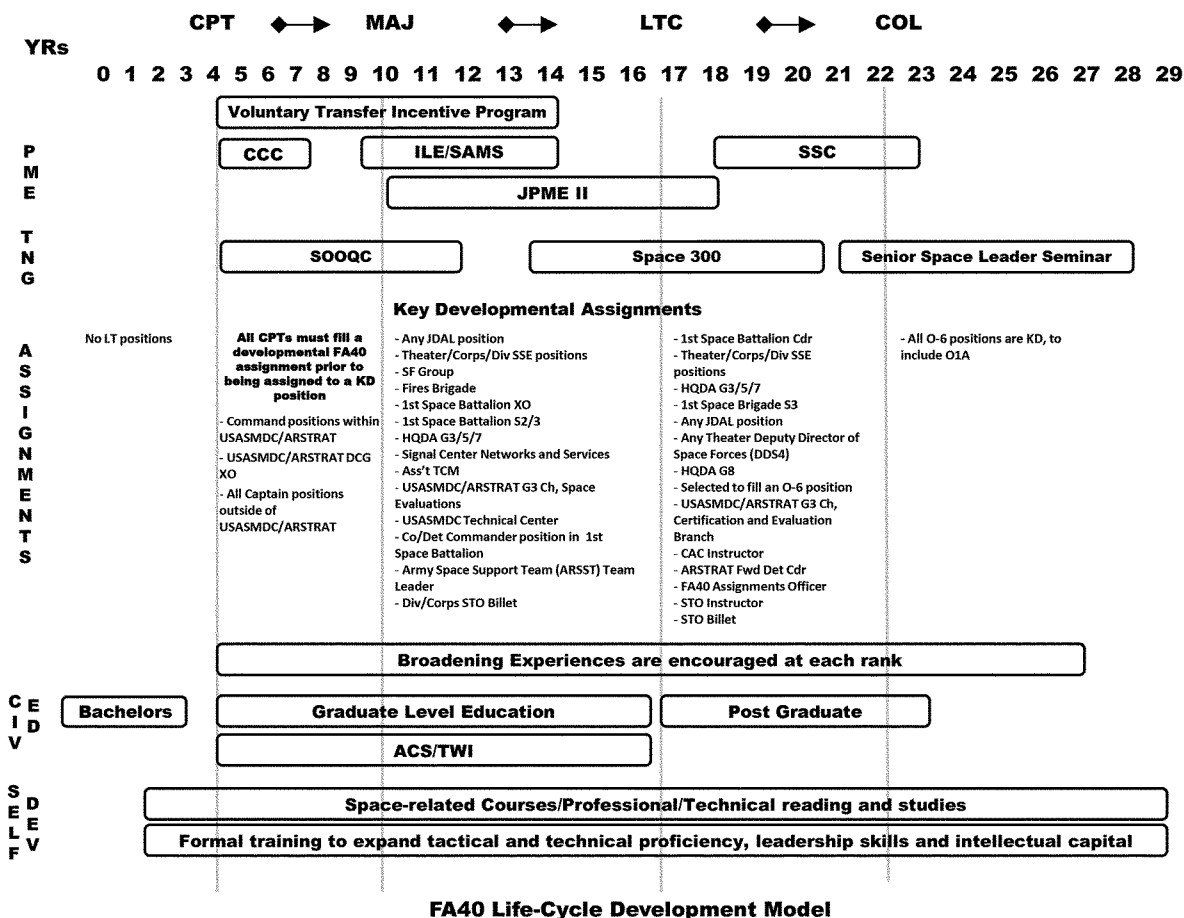 CPT MAJ LTC COL
YRs
0 1 2 3 4 5 6 7 8 9 10 11 12 13 14 15 16 17 18 19 20 21 22 23 24 25 26 27 28 29
Voluntary Transfer Incentive Program
PME
CCC
ILE/SAMS
SSC
JPME II
TNG
SOOQC
Space 300
Senior Space Leader Seminar
Key Developmental Assignments
ASSIGNMENTS
No LT positions
All CPTs must fill a
developmental FA40
assignment prior to
being assigned to a KD
position
- Command positions within
USASMDC/ARSTRAT
- USASMDC/ARSTRAT DCG
XO
- All Captain positions
outside of
USASMDC/ARSTRAT
- Any JDAL position
- Theater/Corps/Div SSE positions
- SF Group
- Fires Brigade
- 1st Space Battalion XO
- 1st Space Battalion S2/3
- HQDA G3/5/7
- Signal Center Networks and Services
- Ass't TCM
- USASMDC/ARSTRAT G3 Ch, Space
Evaluations
- USASMDC Technical Center
- Co/Det Commander position in 1st
Space Battalion
- Army Space Support Team (ARSST) Team
Leader
- Div/Corps STO Billet
- 1st Space Battalion Cdr
- Theater/Corps/Div SSE
positions
- HQDA G3/5/7
- 1st Space Brigade S3
- Any JDAL position
- Any Theater Deputy Director of
Space Forces (DDS4)
- HQDA G8
- Selected to fill an O-6 position
- USASMDC/ARSTRAT G3 Ch,
Certification and Evaluation
Branch
- CAC Instructor
- ARSTRAT Fwd Det Cdr
- FA40 Assignments Officer
- STO Instructor
- STO Billet
- All O-6 positions are KD, to
include O1A
Broadening Experiences are encouraged at each rank
CIV ED
Bachelors
Graduate Level Education
Post Graduate
ACS/TWI
SELF DEV
Space-related Courses/Professional/Technical reading and studies
Formal training to expand tactical and technical proficiency, leadership skills and intellectual capital
FA40 Life-Cycle Development Model